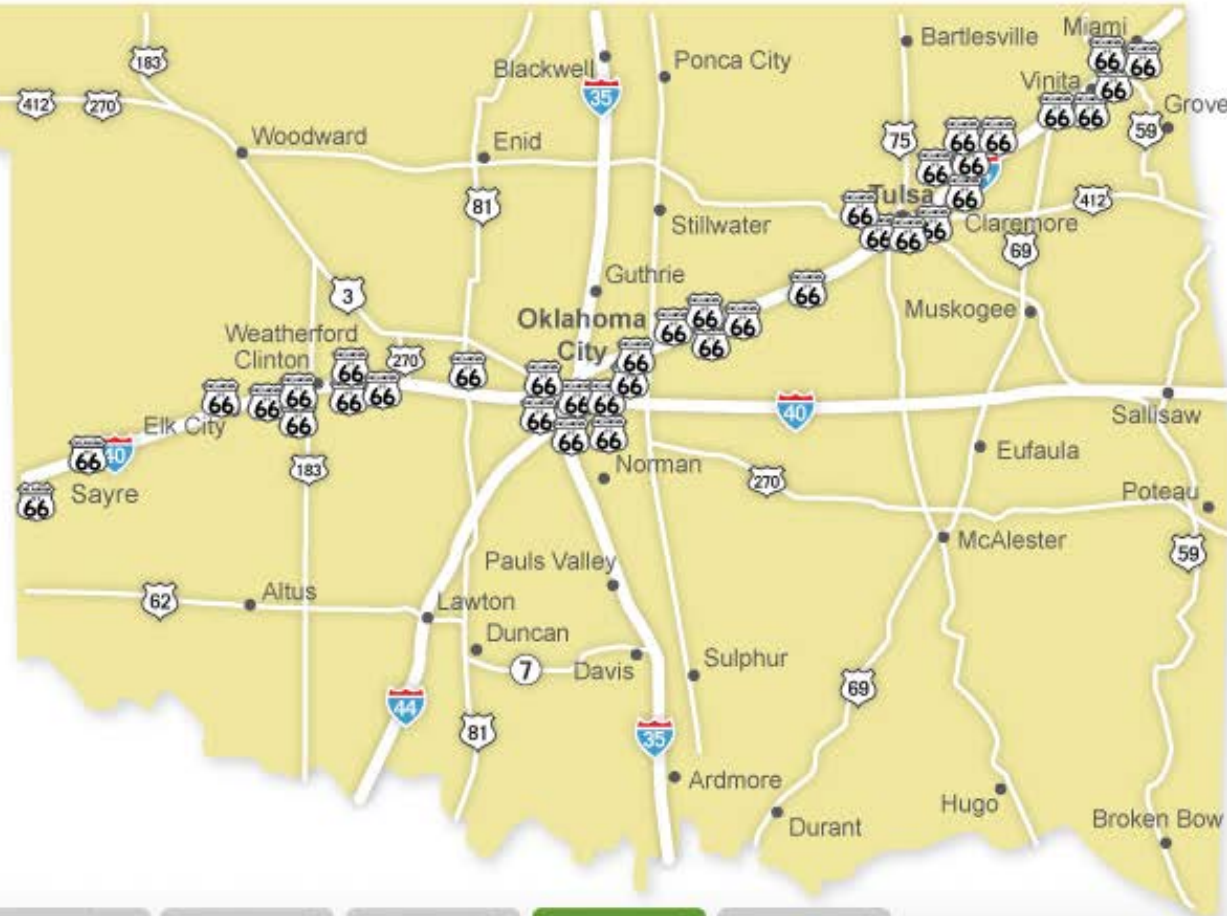 Miami
Bartlesville
183
Ponca City
Blackwell
66
66
Vinita
66
35
412
270
Grove
66
66
59
Woodward
Enid
75
66
66
66
66
Tulsa
66
412
81
66
Stillwater
Claremore
66
66
66
69
Guthrie
3
66
Muskogee
Oklahoma
City
66
66
66
66
Weatherford
Clinton
270
66
66
66
66
66
66
40
66
66
66
66
66
66
66
66
66
66
Sallisaw
66
66
66
Elk City
66
40
Norman
Eufaula
183
270
Sayre
66
Poteau
McAlester
59
Pauls Valley
62
Altus
Lawton
Duncan
Davis
7
Sulphur
69
44
81
35
Ardmore
Hugo
Durant
Broken Bow